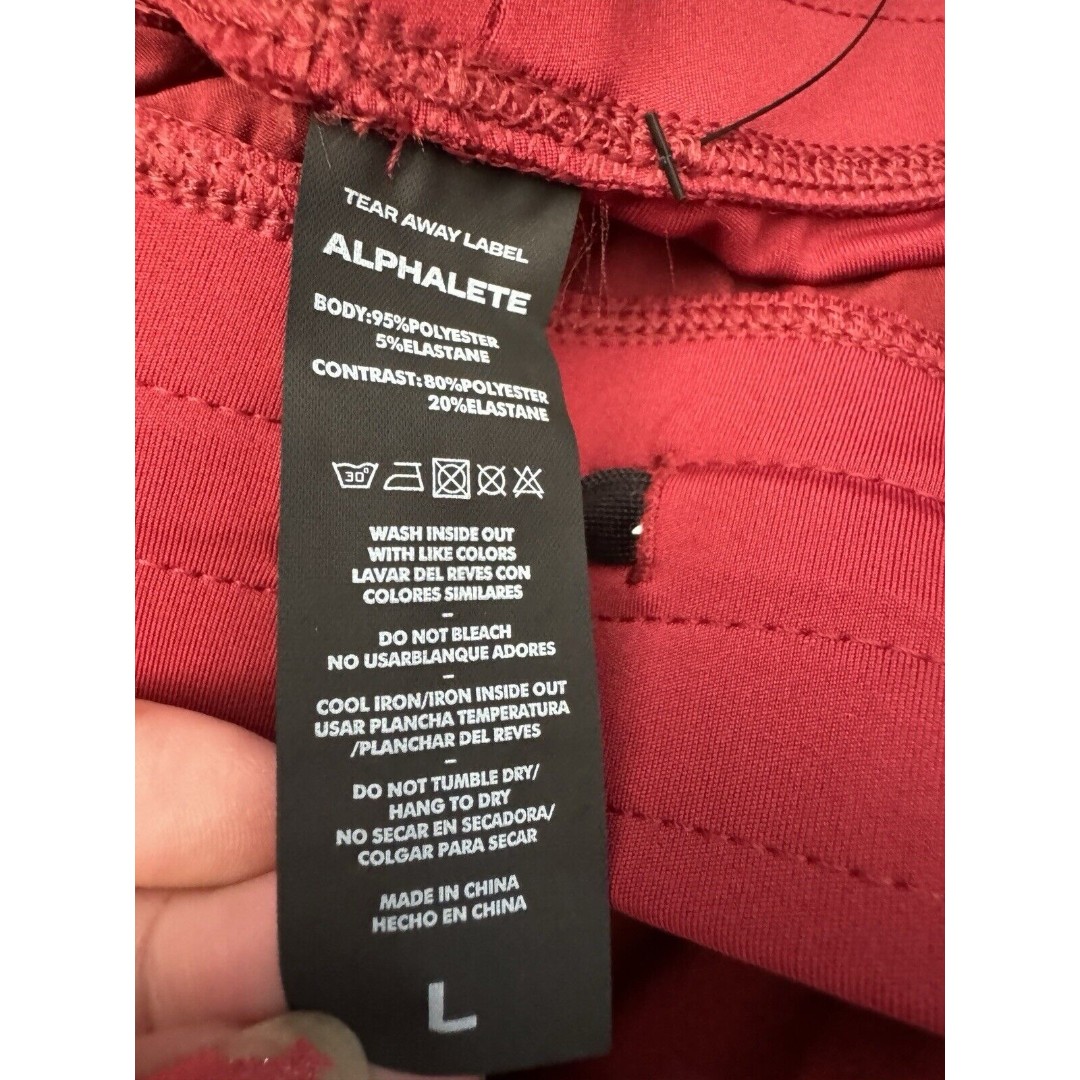 TEAR AWAY LABEL
ALPHALETE
BODY:95%POLYESTER
5%ELASTANE
CONTRAST:80%POLYESTER
20%ELASTANE
30°
WASH INSIDE OUT
WITH LIKE COLORS
LAVAR DEL REVES CON
COLORES SIMILARES
–
DO NOT BLEACH
NO USARBLANQUE ADORES
–
COOL IRON/IRON INSIDE OUT
USAR PLANCHA TEMPERATURA
/PLANCHAR DEL REVES
–
DO NOT TUMBLE DRY/
HANG TO DRY
NO SECAR EN SECADORA/
COLGAR PARA SECAR
MADE IN CHINA
HECHO EN CHINA
L